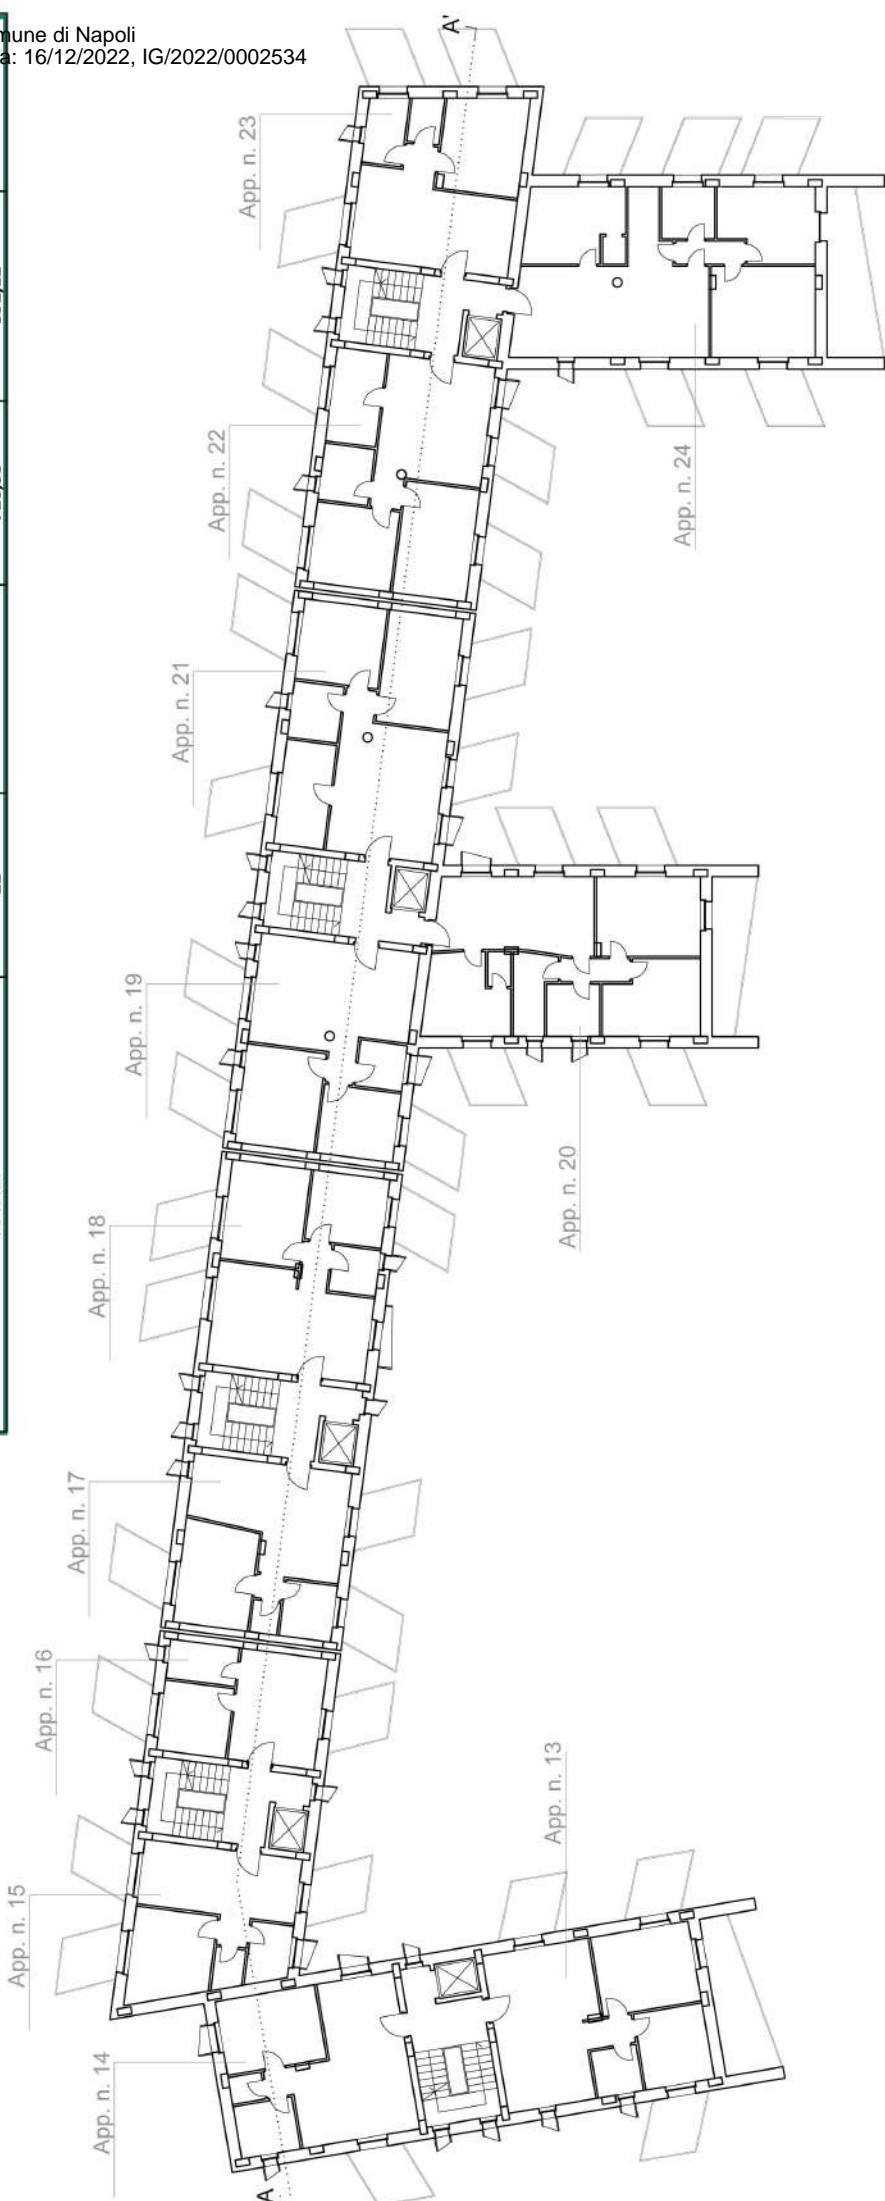 mune di Napoli
a: 16/12/2022, IG/2022/0002534
A'
App. n. 23
App. n. 22
App. n. 24
App. n. 21
App. n. 19
App. n. 20
App. n. 18
App. n. 17
App. n. 16
App. n. 13
App. n. 15
App. n. 14
A